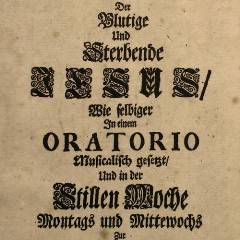 Der
Blutige
Und
Sterbende
JESUS/
Wie selbiger
In einem
ORATORIO
Musicalisch gesetzt/
Und in der
Stillen Woche
Montags und Mittewochs
Zur